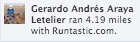 Gerardo Andrés Araya
Letelier ran 4.19 miles
with Runtastic.com.